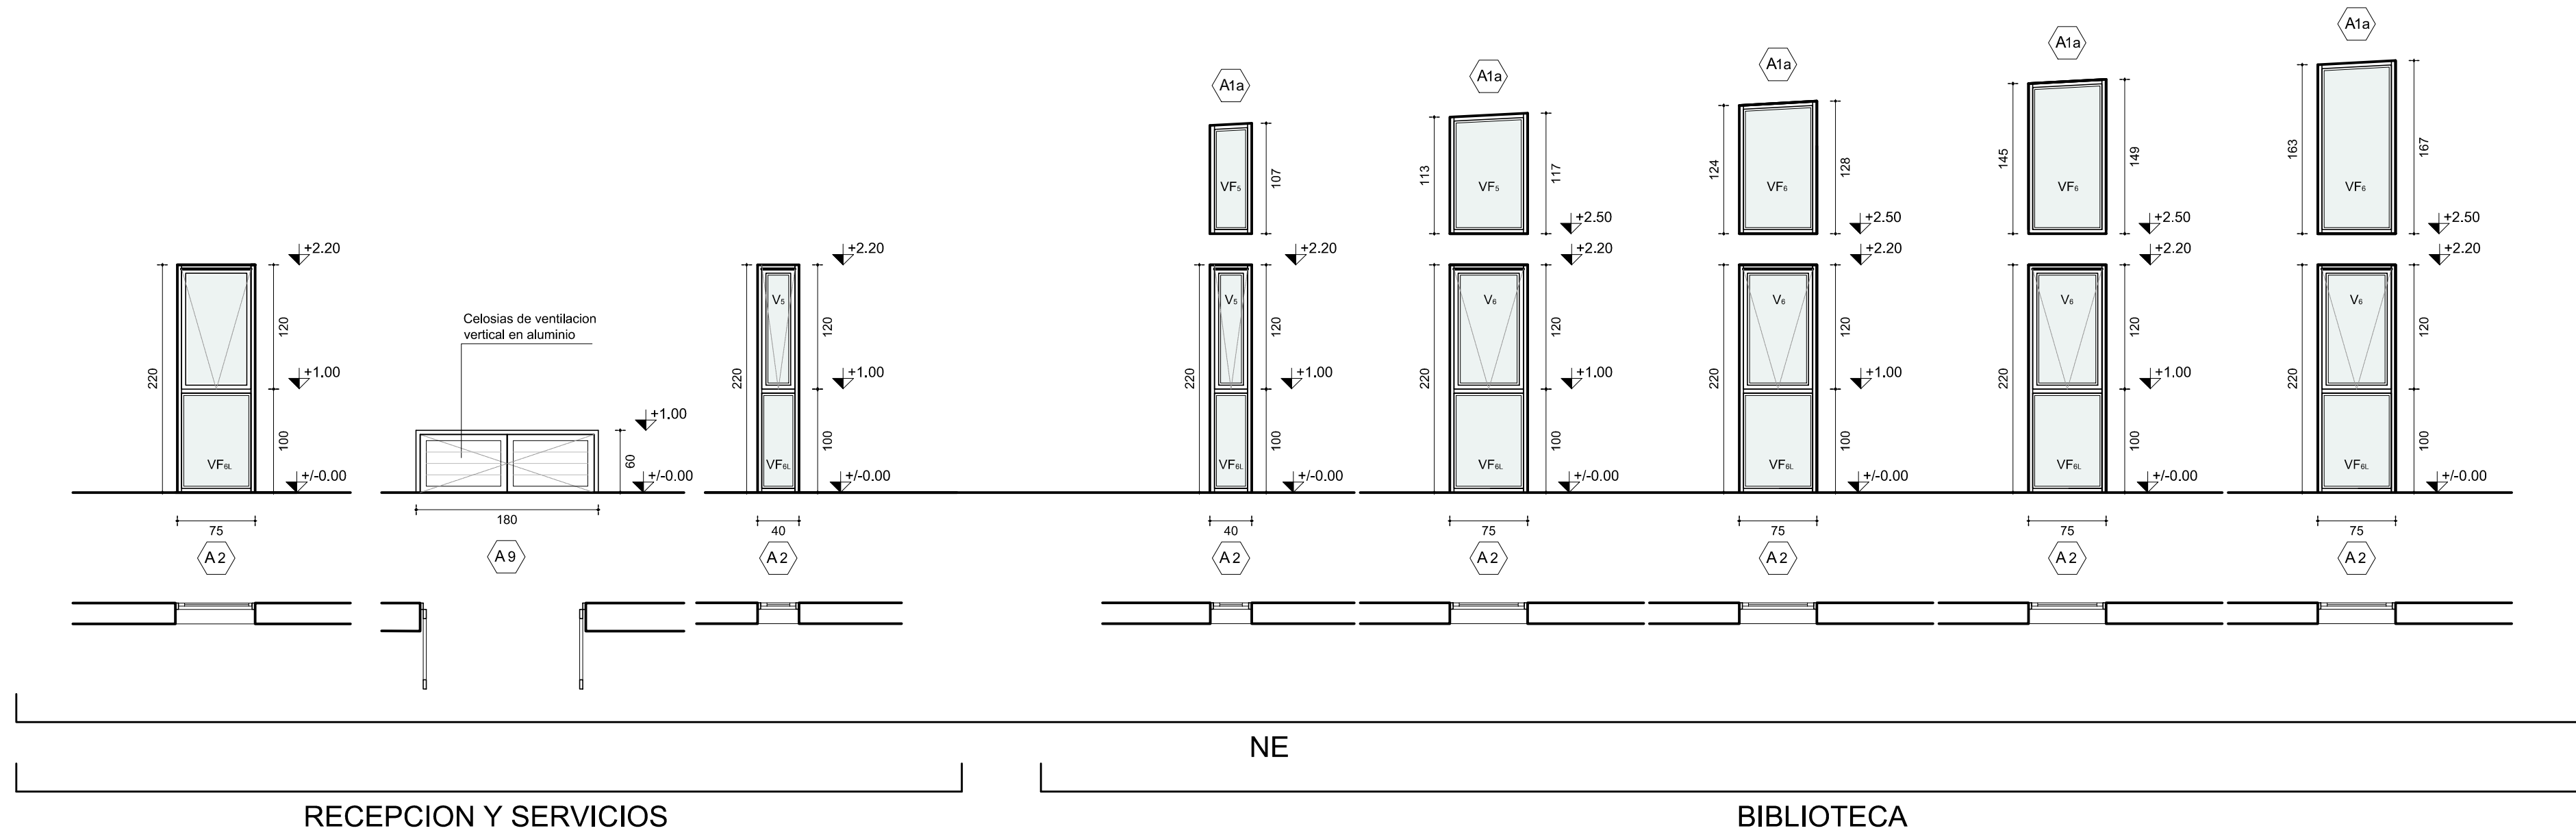 A1a
A1a
A1a
A1a
A1a
VF5
107
113
VF5
117
124
VF6
128
145
VF6
149
163
VF6
167
+2.50
+2.50
+2.50
+2.50
+2.20
+2.20
+2.20
+2.20
+2.20
+2.20
+2.20
220
120
+1.00
100
VF6L
+/-0.00
75
A2
Celosias de ventilacion
vertical en aluminio
+1.00
60
+/-0.00
180
A9
220
V5
120
+1.00
100
VF6L
+/-0.00
40
A2
220
V5
120
+1.00
100
VF6L
+/-0.00
40
A2
220
V6
120
+1.00
100
VF6L
+/-0.00
75
A2
220
V6
120
+1.00
100
VF6L
+/-0.00
75
A2
220
V6
120
+1.00
100
VF6L
+/-0.00
75
A2
220
V6
120
100
VF6L
+/-0.00
75
A2
NE
RECEPCION Y SERVICIOS
BIBLIOTECA